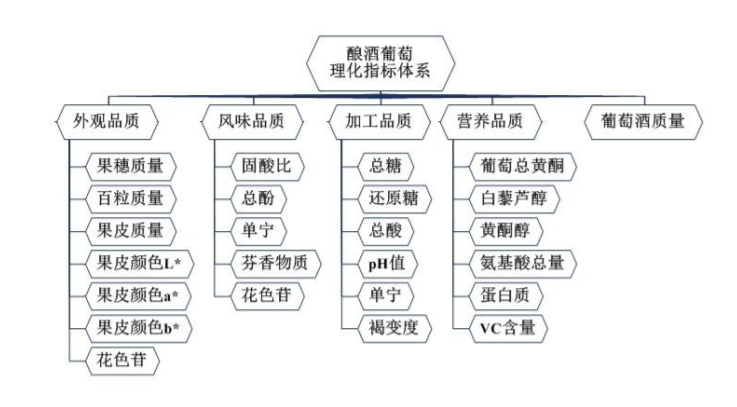 酿酒葡萄
理化指标体系
外观品质
风味品质
加工品质
营养品质
葡萄酒质量
果穗质量
百粒质量
果皮质量
果皮颜色L*
果皮颜色a*
果皮颜色b*
花色苷
固酸比
总酚
单宁
芬香物质
花色苷
总糖
还原糖
总酸
pH值
单宁
褐变度
葡萄总黄酮
白藜芦醇
黄酮醇
氨基酸总量
蛋白质
VC含量